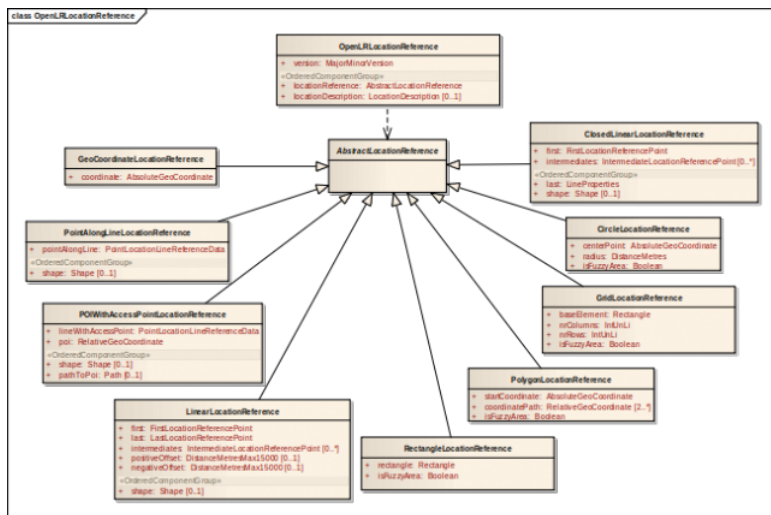 class OpenLRLocationReference
OpenLRLocationReference
+ version: MajorMinorVersion
«OrderedComponentGroup»
+ locationReference: AbstractLocationReference
+ locationDescription: LocationDescription [0..1]
AbstractLocationReference
GeoCoordinateLocationReference
+ coordinate: AbsoluteGeoCoordinate
ClosedLinearLocationReference
+ first: FirstLocationReferencePoint
+ intermediates: IntermediateLocationReferencePoint [0..*]
«OrderedComponentGroup»
+ last: LineProperties
+ shape: Shape [0..1]
PointAlongLineLocationReference
+ pointAlongLine: PointLocationLineReferenceData
«OrderedComponentGroup»
+ shape: Shape [0..1]
CircleLocationReference
+ centerPoint: AbsoluteGeoCoordinate
+ radius: DistanceMetres
+ isFuzzyArea: Boolean
POIWithAccessPointLocationReference
+ lineWithAccessPoint: PointLocationLineReferenceData
+ poi: RelativeGeoCoordinate
«OrderedComponentGroup»
+ shape: Shape [0..1]
+ pathToPoi: Path [0..1]
GridLocationReference
+ baseElement: Rectangle
+ nrColumns: IntUnLi
+ nrRows: IntUnLi
+ isFuzzyArea: Boolean
PolygonLocationReference
+ startCoordinate: AbsoluteGeoCoordinate
+ coordinatePath: RelativeGeoCoordinate [2..*]
+ isFuzzyArea: Boolean
LinearLocationReference
+ first: FirstLocationReferencePoint
+ last: LastLocationReferencePoint
+ intermediates: IntermediateLocationReferencePoint [0..*]
+ positiveOffset: DistanceMetresMax15000 [0..1]
+ negativeOffset: DistanceMetresMax15000 [0..1]
«OrderedComponentGroup»
+ shape: Shape [0..1]
RectangleLocationReference
+ rectangle: Rectangle
+ isFuzzyArea: Boolean